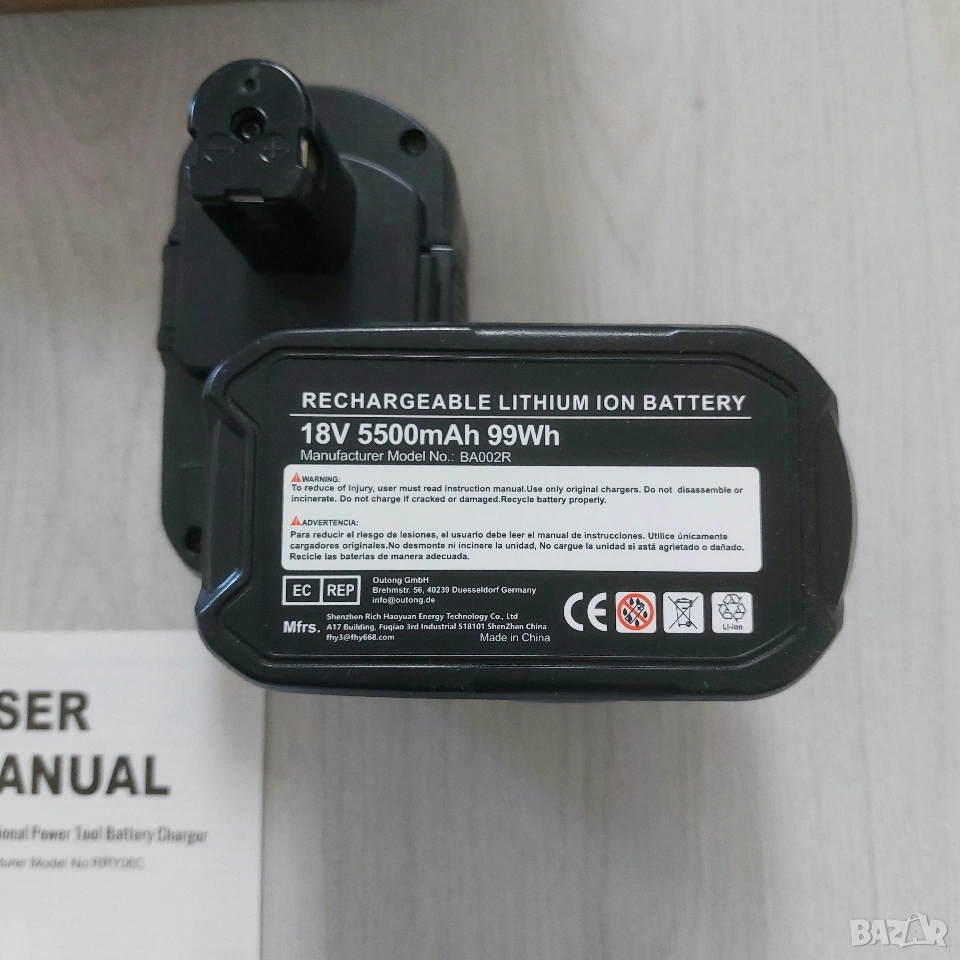 RECHARGEABLE LITHIUM ION BATTERY
18V 5500mAh 99Wh
Manufacturer Model No.: BA002R
WARNING:
To reduce of injury, user must read instruction manual.Use only original chargers. Do not disassemble or
incinerate. Do not charge if cracked or damaged.Recycle battery properly.
ADVERTENCIA:
Para reducir el riesgo de lesiones, el usuario debe leer el manual de instrucciones. Utilice únicamente
cargadores originales.No desmonte ni incinere la unidad, No cargue la unidad si está agrietado o dañado.
Recicle las baterías de manera adecuada.
EC REP
Outong GmbH
Brehmstr. 56, 40239 Duesseldorf Germany
info@outong.de
Mfrs.
Shenzhen Rich Haoyuan Energy Technology Co., Ltd
A17 Building, Fuqiao 3rd Industrial 518101 ShenZhen China
fhy3@fhy668.com
Made in China
CE
Li-ion
SER
ANUAL
ional Power Tool Battery Charger
cturer Model No:
BAZAR